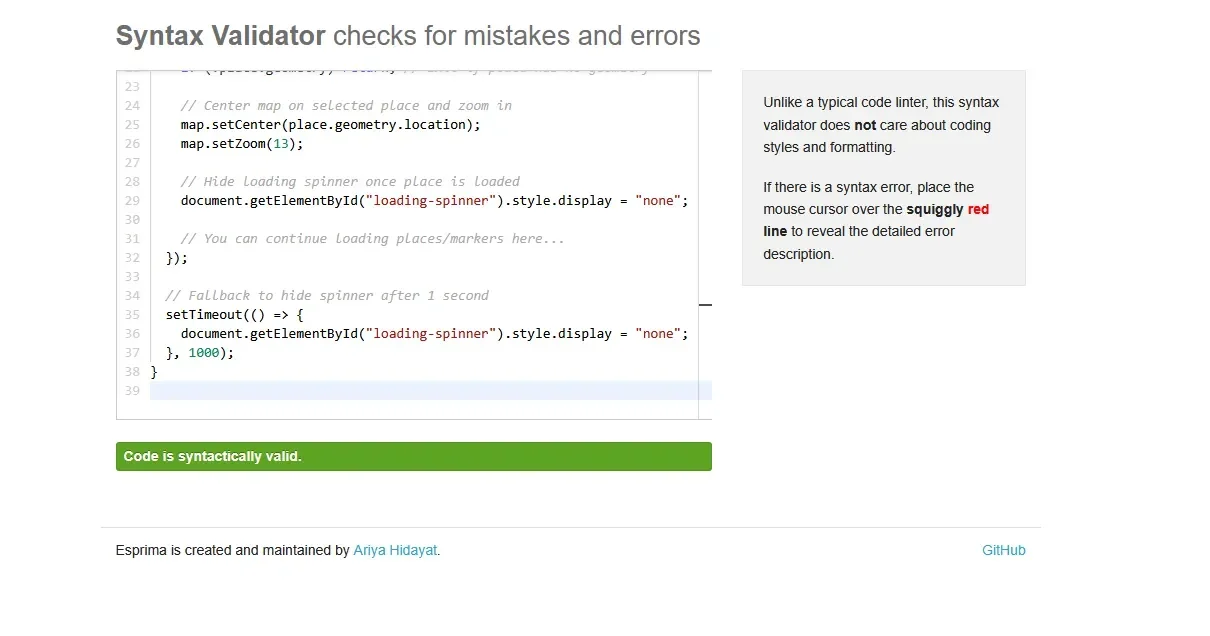 Syntax Validator checks for mistakes and errors
23
24 // Center map on selected place and zoom in
25 map.setCenter(place.geometry.location);
26 map.setZoom(13);
27
28 // Hide loading spinner once place is loaded
29 document.getElementById("loading-spinner").style.display = "none";
30
31 // You can continue loading places/markers here...
32 });
33
34 // Fallback to hide spinner after 1 second
35 setTimeout(() => {
36 document.getElementById("loading-spinner").style.display = "none";
37 }, 1000);
38 }
39
Code is syntactically valid.
Unlike a typical code linter, this syntax
validator does not care about coding
styles and formatting.
If there is a syntax error, place the
mouse cursor over the squiggly red
line to reveal the detailed error
description.
Esprima is created and maintained by Ariya Hidayat.
GitHub